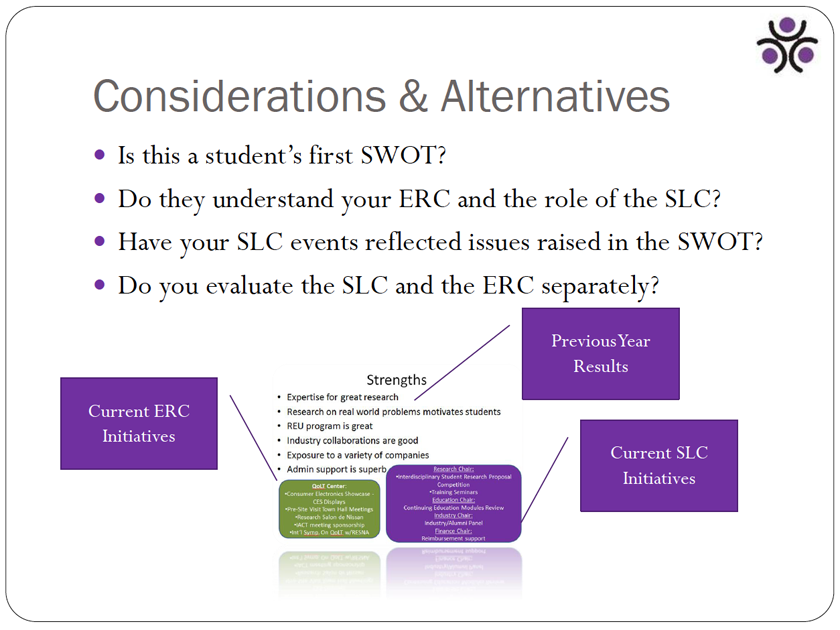 Considerations & Alternatives
• Is this a student's first SWOT?
• Do they understand your ERC and the role of the SLC?
• Have your SLC events reflected issues raised in the SWOT?
• Do you evaluate the SLC and the ERC separately?
Previous Year
Results
Current ERC
Initiatives
Strengths
• Expertise for great research
• Research on real world problems motivates students
• REU program is great
• Industry collaborations are good
• Exposure to a variety of companies
• Admin support is superb
Current SLC
Initiatives
QoLT Center:
•Consumer Electronics Showcase -
CES Displays
•Pre-Site Visit Town Hall Meetings
•Research Salon de Nissan
•IACT meeting sponsorship
•Int'l Symp. On QoLT w/RESNA
Research Chair:
•Interdisciplinary Student Research Proposal
Competition
•Training Seminars
Education Chair:
Continuing Education Modules Review
Industry Chair:
Industry/Alumni Panel
Finance Chair:
Reimbursement support